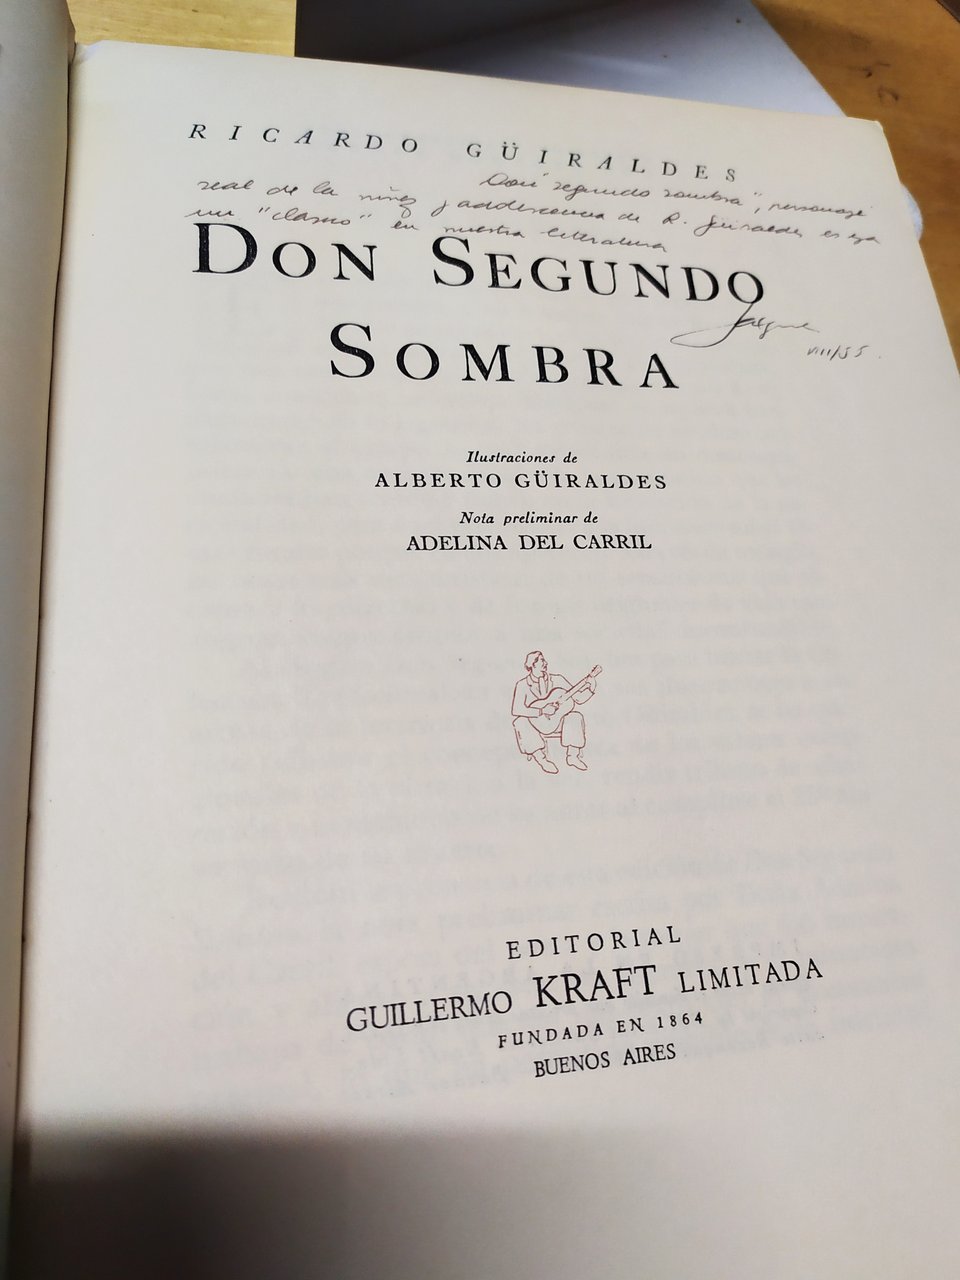 RICARDO GÜIRALDES
Don segundo sombra", personaje
real de la niñez y adolescencia de R. Güiraldes es ya
un "clásico" en nuestra literatura
DON SEGUNDO
SOMBRA
VIII/55.
Ilustraciones de
ALBERTO GÜIRALDES
Nota preliminar de
ADELINA DEL CARRIL
EDITORIAL
GUILLERMO KRAFT LIMITADA
FUNDADA EN 1864
BUENOS AIRES